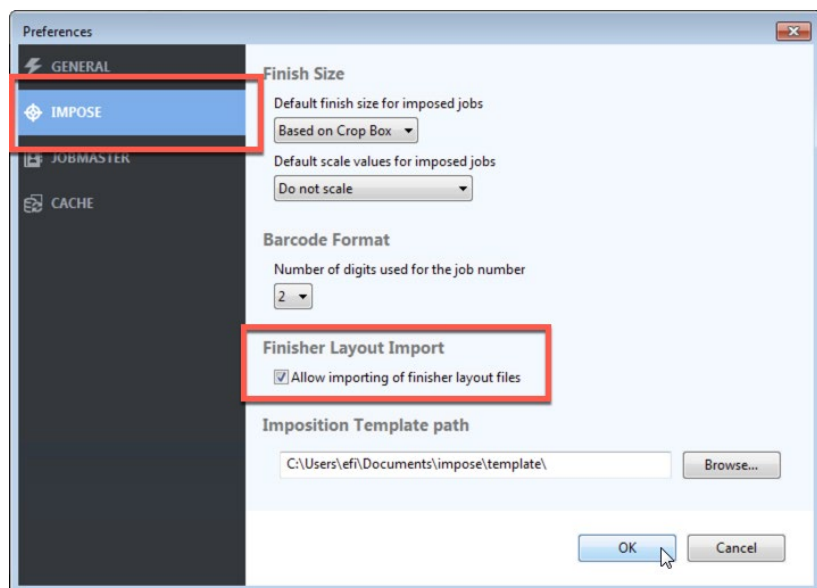 Preferences
GENERAL
IMPOSE
JOBMASTER
CACHE
Finish Size
Default finish size for imposed jobs
Based on Crop Box
Default scale values for imposed jobs
Do not scale
Barcode Format
Number of digits used for the job number
2
Finisher Layout Import
Allow importing of finisher layout files
Imposition Template path
C:\Users\efi\Documents\impose\template\
Browse...
OK
Cancel